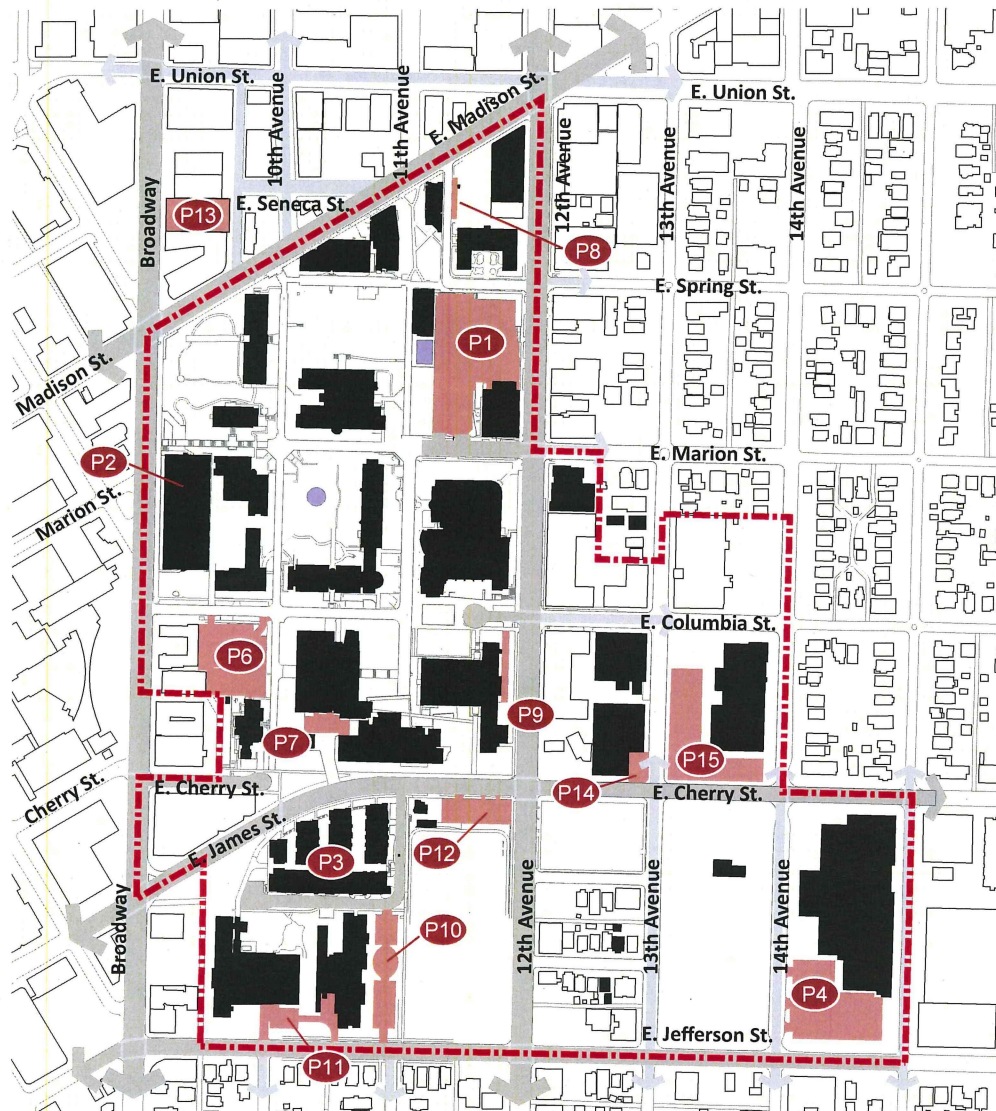 E. Union St.
E. Union St.
10th Avenue
11th Avenue
E. Madison St.
12th Avenue
13th Avenue
14th Avenue
Broadway
P13
E. Seneca St.
P8
E. Spring St.
P1
Madison St.
P2
E. Marion St.
Marion St.
E. Columbia St.
P6
P9
P7
P15
P14
E. Cherry St.
E. Cherry St.
Cherry St.
E. James St.
P3
P12
P10
Broadway
12th Avenue
13th Avenue
14th Avenue
P4
E. Jefferson St.
P11